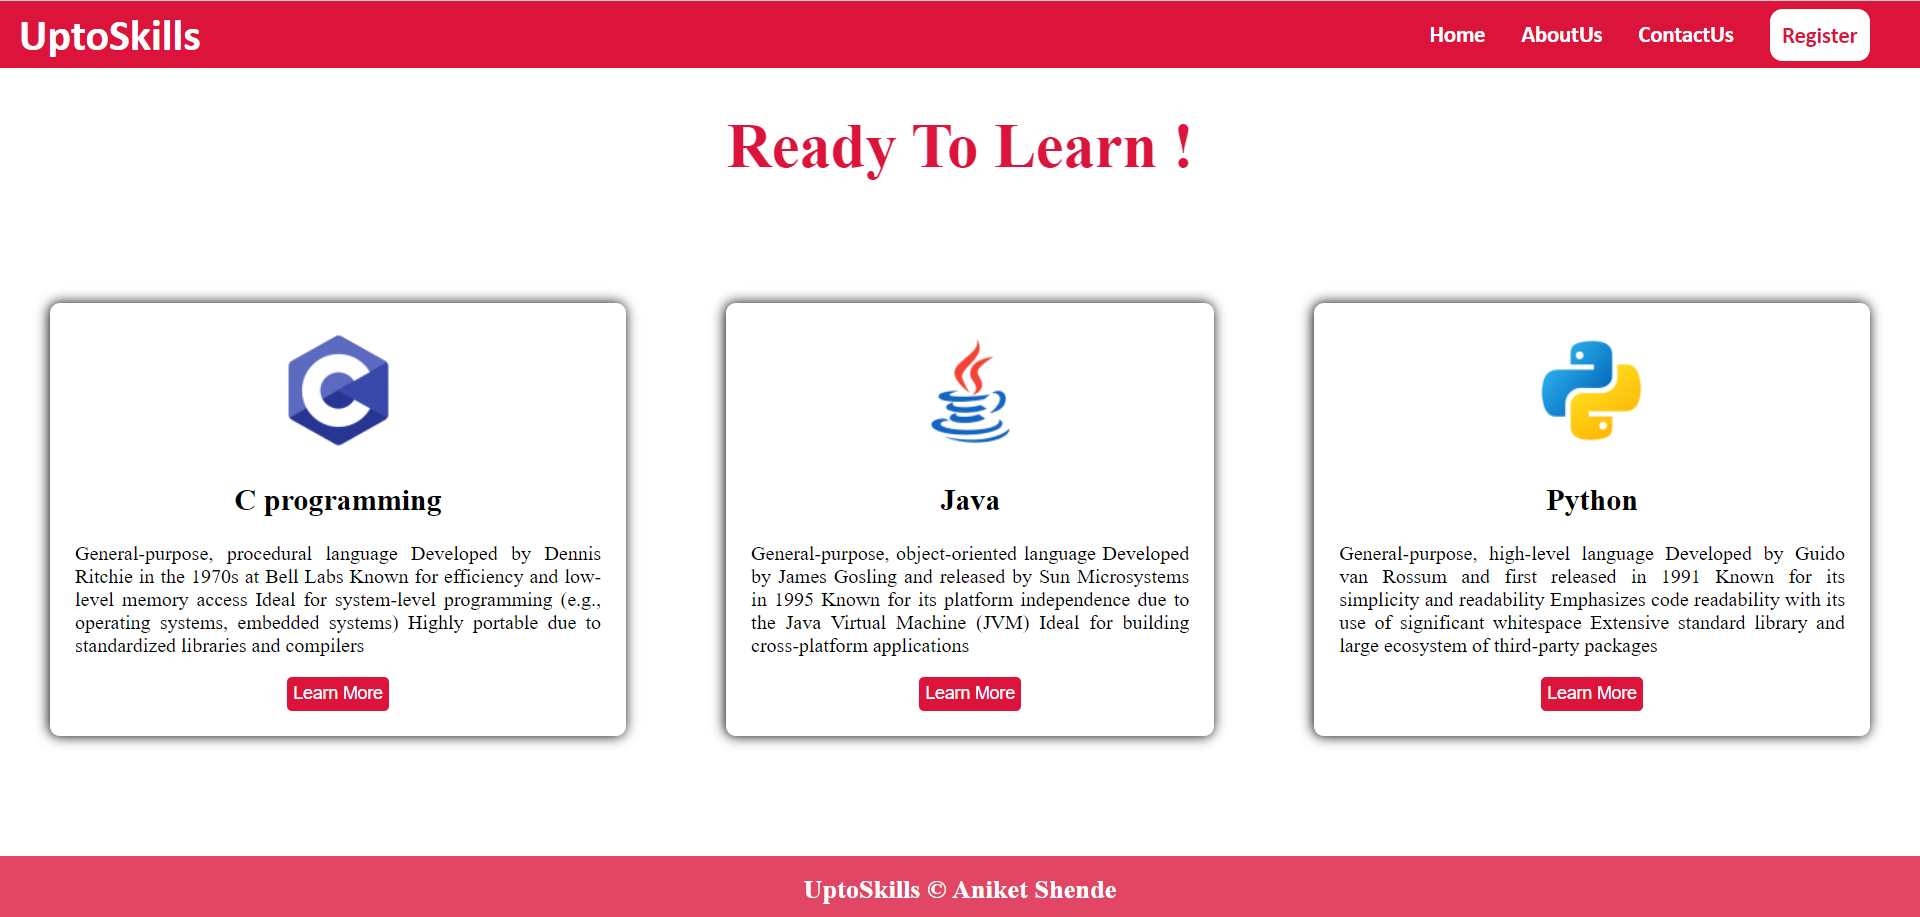 UptoSkills
Home AboutUs ContactUs Register
Ready To Learn !
C programming
General-purpose, procedural language Developed by Dennis
Ritchie in the 1970s at Bell Labs Known for efficiency and low-
level memory access Ideal for system-level programming (e.g.,
operating systems, embedded systems) Highly portable due to
standardized libraries and compilers
Learn More
Java
General-purpose, object-oriented language Developed
by James Gosling and released by Sun Microsystems
in 1995 Known for its platform independence due to
the Java Virtual Machine (JVM) Ideal for building
cross-platform applications
Learn More
Python
General-purpose, high-level language Developed by Guido
van Rossum and first released in 1991 Known for its
simplicity and readability Emphasizes code readability with its
use of significant whitespace Extensive standard library and
large ecosystem of third-party packages
Learn More
UptoSkills © Aniket Shende